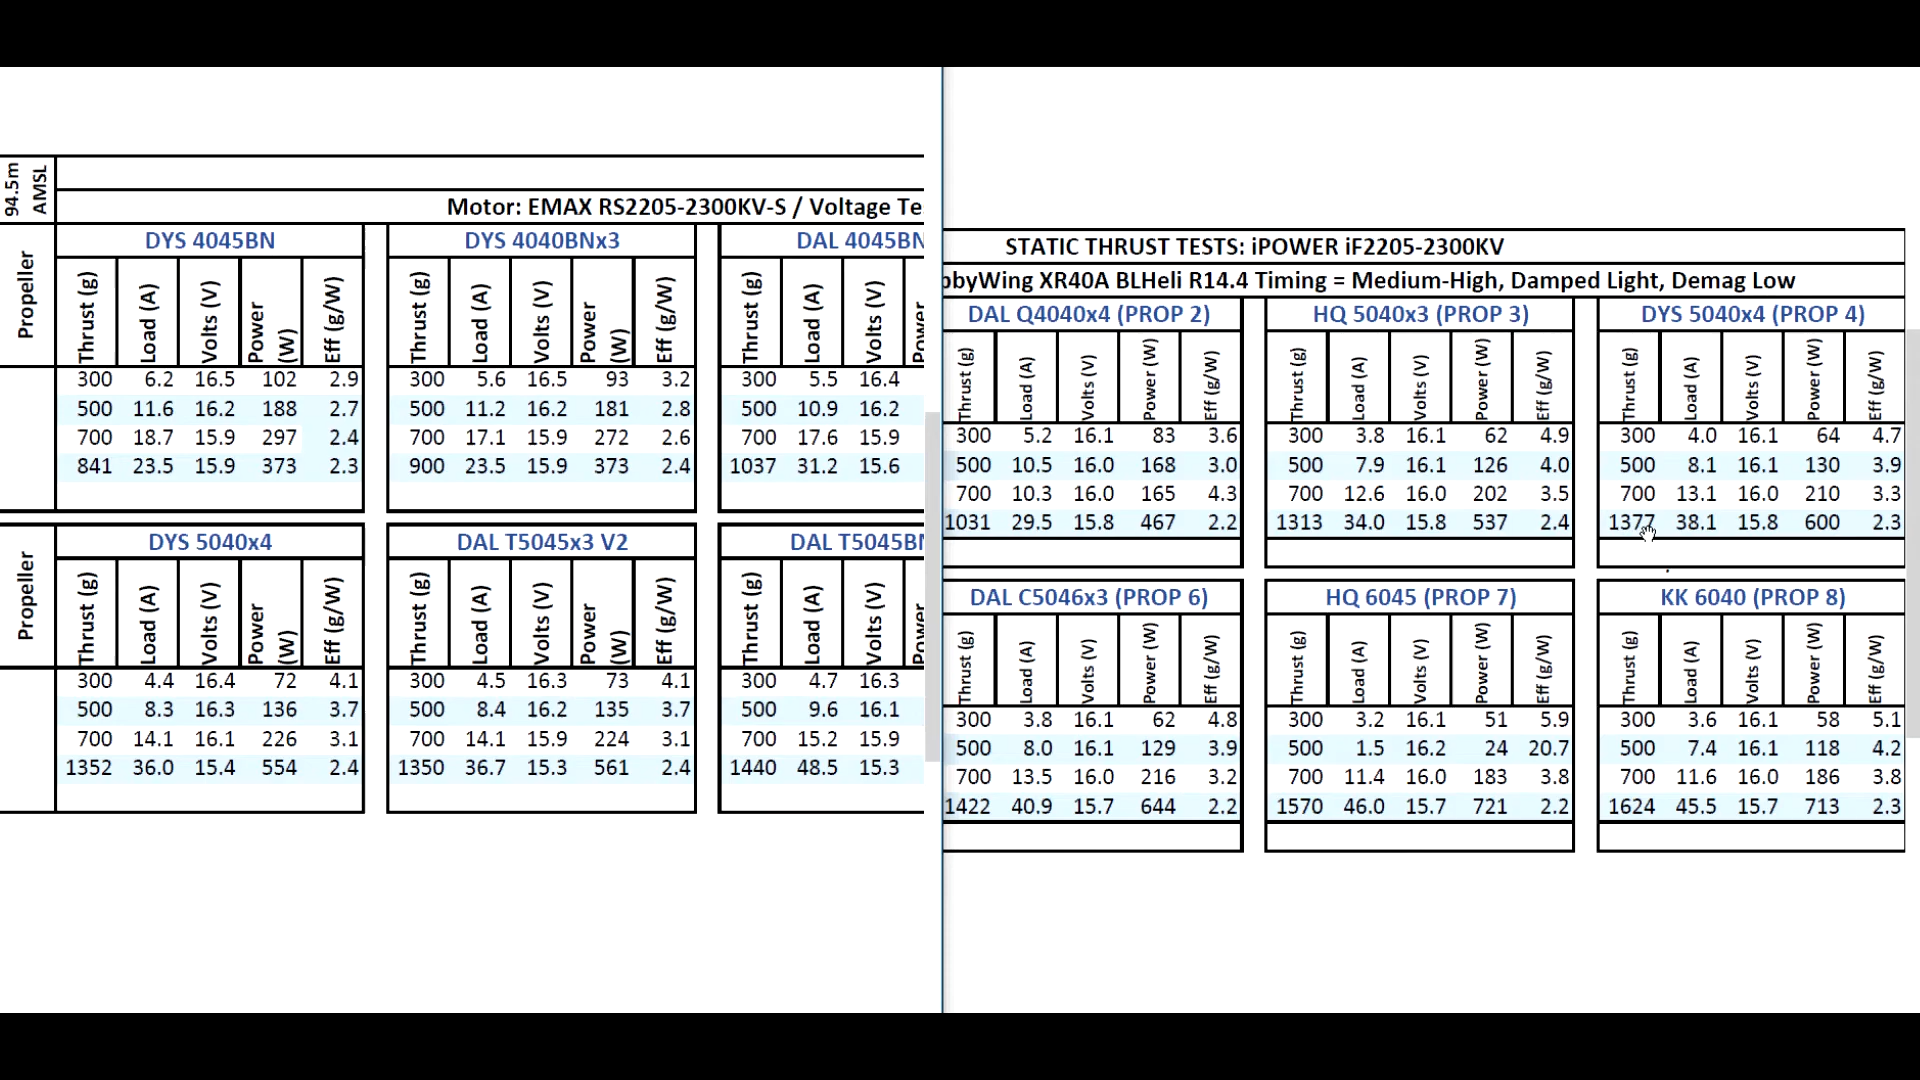 94.5m
AMSL
Motor: EMAX RS2205-2300KV-S / Voltage Te
Propeller
DYS 4045BN DYS 4040BNx3 DAL 4045BN
Thrust (g) Load (A) Volts (V) Power (W) Eff (g/W) Thrust (g) Load (A) Volts (V) Power (W) Eff (g/W) Thrust (g) Load (A) Volts (V) Power
300 6.2 16.5 102 2.9 300 5.6 16.5 93 3.2 300 5.5 16.4
500 11.6 16.2 188 2.7 500 11.2 16.2 181 2.8 500 10.9 16.2
700 18.7 15.9 297 2.4 700 17.1 15.9 272 2.6 700 17.6 15.9
841 23.5 15.9 373 2.3 900 23.5 15.9 373 2.4 1037 31.2 15.6
Propeller
DYS 5040x4 DAL T5045x3 V2 DAL T5045BN
Thrust (g) Load (A) Volts (V) Power (W) Eff (g/W) Thrust (g) Load (A) Volts (V) Power (W) Eff (g/W) Thrust (g) Load (A) Volts (V) Power
300 4.4 16.4 72 4.1 300 4.5 16.3 73 4.1 300 4.7 16.3
500 8.3 16.3 136 3.7 500 8.4 16.2 135 3.7 500 9.6 16.1
700 14.1 16.1 226 3.1 700 14.1 15.9 224 3.1 700 15.2 15.9
1352 36.0 15.4 554 2.4 1350 36.7 15.3 561 2.4 1440 48.5 15.3
STATIC THRUST TESTS: iPOWER iF2205-2300KV
bbyWing XR40A BLHeli R14.4 Timing = Medium-High, Damped Light, Demag Low
DAL Q4040x4 (PROP 2) HQ 5040x3 (PROP 3) DYS 5040x4 (PROP 4)
Thrust (g) Load (A) Volts (V) Power (W) Eff (g/W) Thrust (g) Load (A) Volts (V) Power (W) Eff (g/W) Thrust (g) Load (A) Volts (V) Power (W) Eff (g/W)
300 5.2 16.1 83 3.6 300 3.8 16.1 62 4.9 300 4.0 16.1 64 4.7
500 10.5 16.0 168 3.0 500 7.9 16.1 126 4.0 500 8.1 16.1 130 3.9
700 10.3 16.0 165 4.3 700 12.6 16.0 202 3.5 700 13.1 16.0 210 3.3
1031 29.5 15.8 467 2.2 1313 34.0 15.8 537 2.4 1377 38.1 15.8 600 2.3
DAL C5046x3 (PROP 6) HQ 6045 (PROP 7) KK 6040 (PROP 8)
Thrust (g) Load (A) Volts (V) Power (W) Eff (g/W) Thrust (g) Load (A) Volts (V) Power (W) Eff (g/W) Thrust (g) Load (A) Volts (V) Power (W) Eff (g/W)
300 3.8 16.1 62 4.8 300 3.2 16.1 51 5.9 300 3.6 16.1 58 5.1
500 8.0 16.1 129 3.9 500 1.5 16.2 24 20.7 500 7.4 16.1 118 4.2
700 13.5 16.0 216 3.2 700 11.4 16.0 183 3.8 700 11.6 16.0 186 3.8
1422 40.9 15.7 644 2.2 1570 46.0 15.7 721 2.2 1624 45.5 15.7 713 2.3